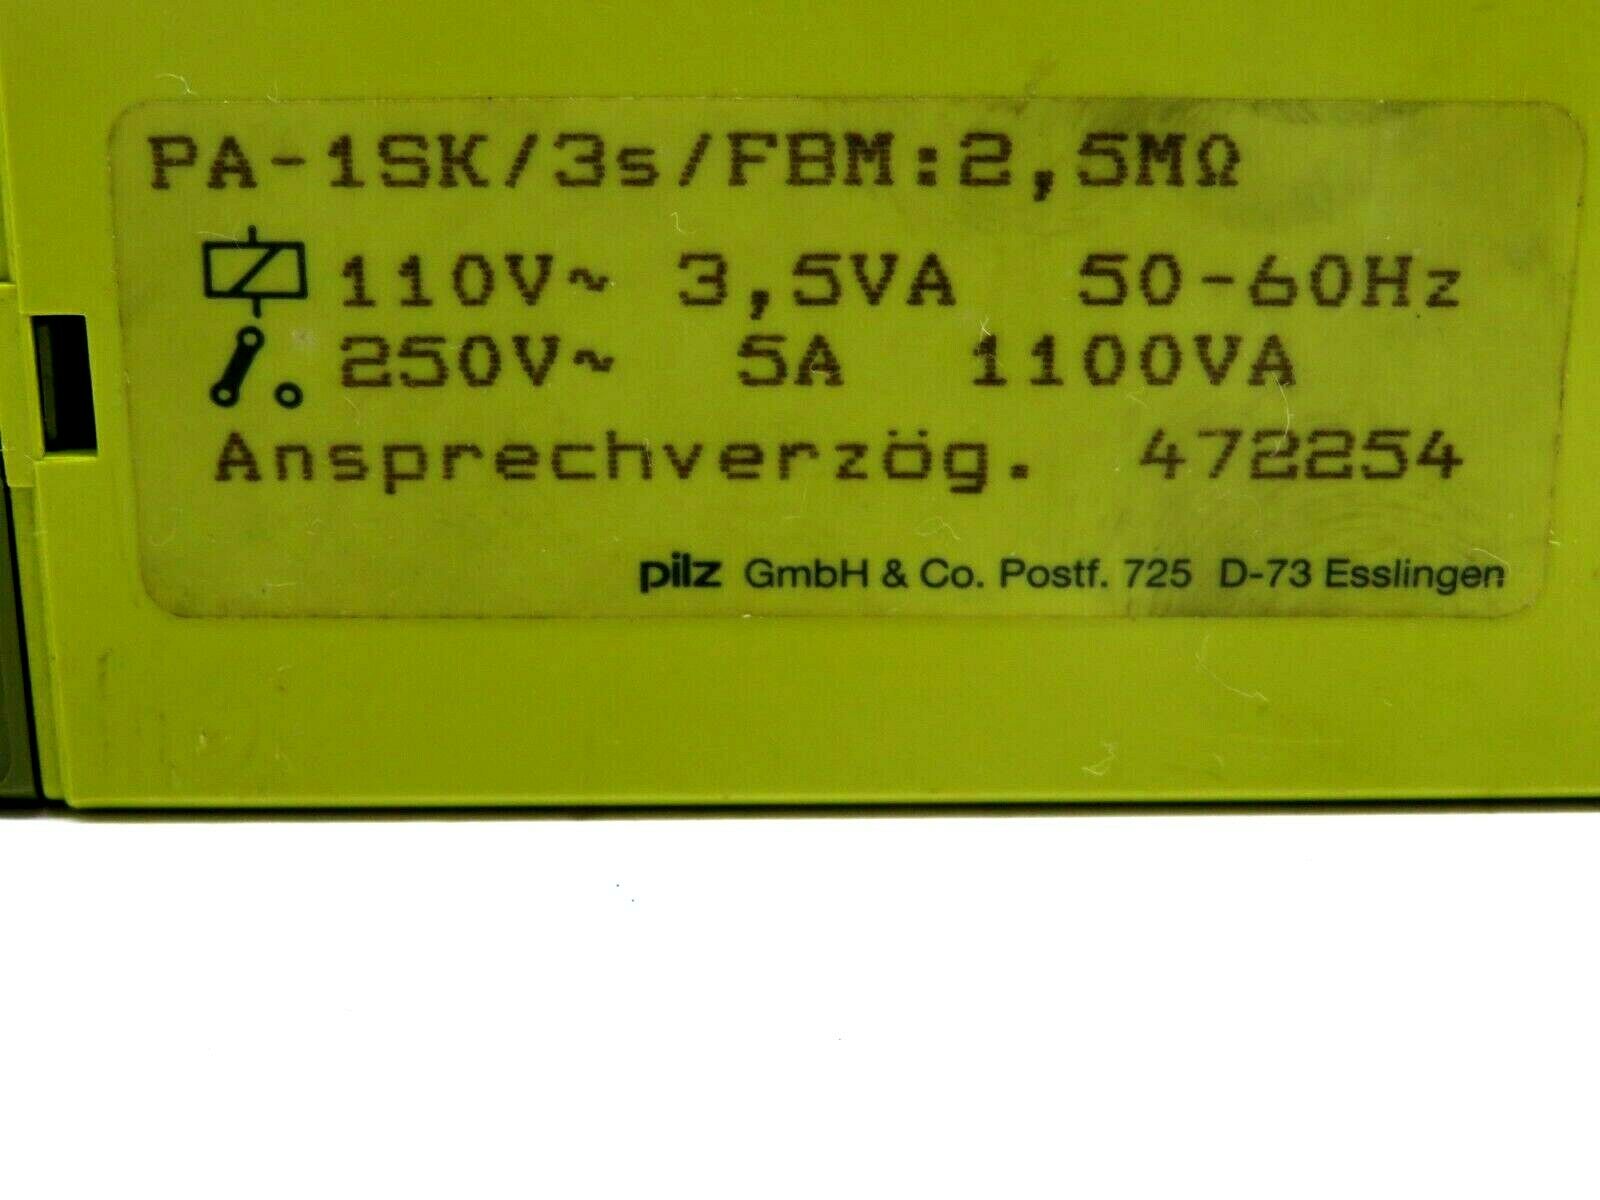 PA-1SK/3s/FBM:2,5MΩ
110V~ 3,5VA 50-60Hz
250V~ 5A 1100VA
Ansprechverzög. 472254
pilz GmbH & Co. Postf. 725 D-73 Esslingen